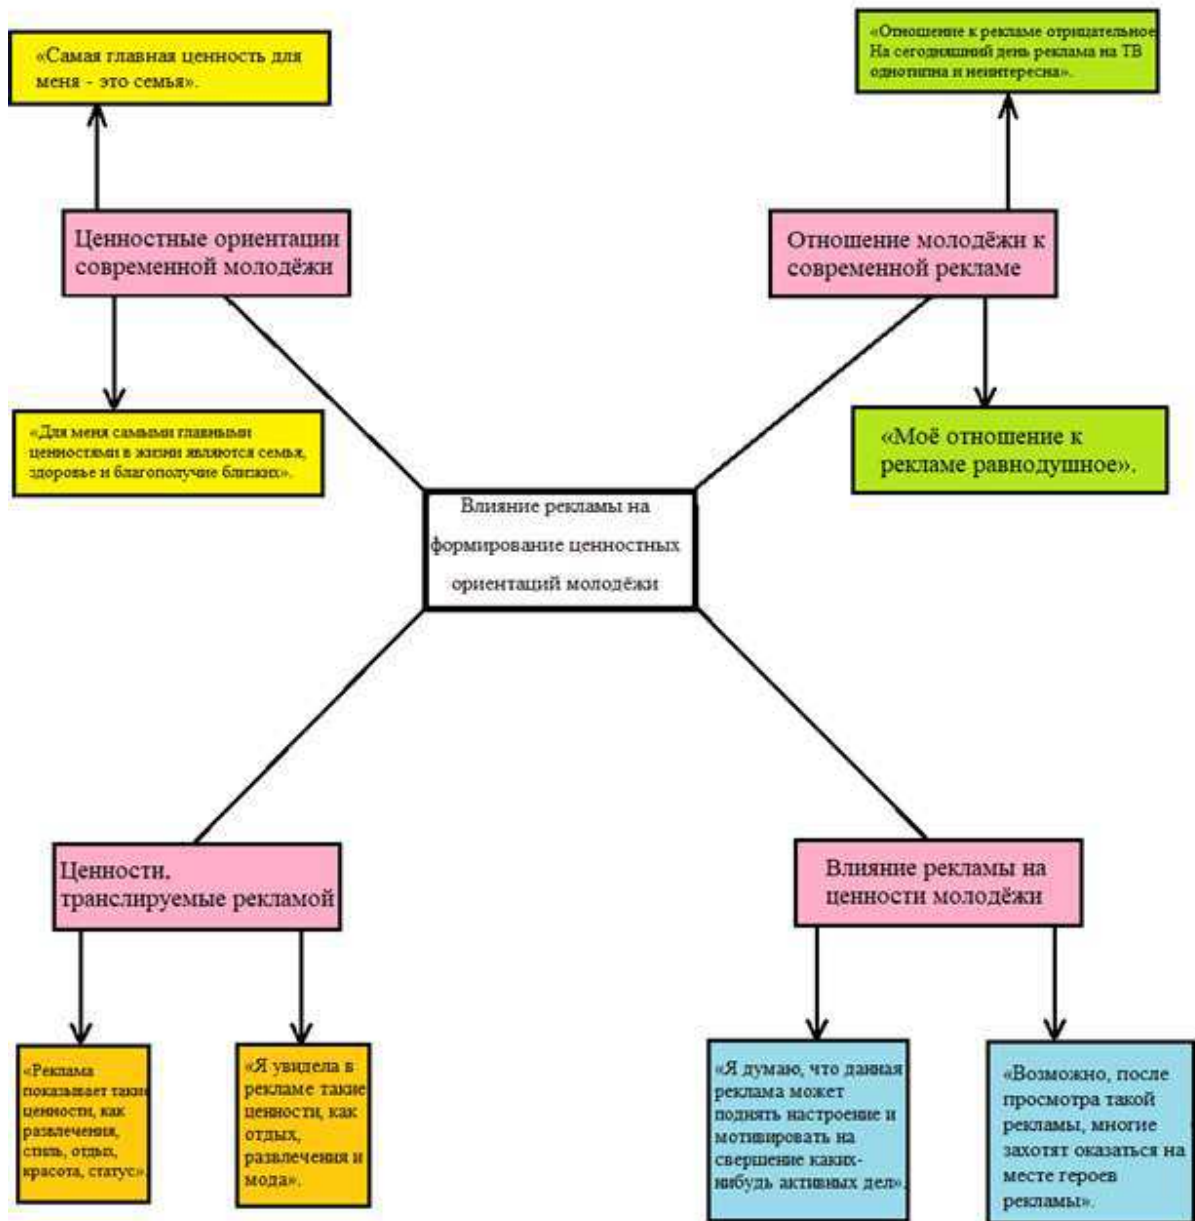 «Самая главная ценность для
меня - это семья».
«Отношение к рекламе отрицательное
На сегодняшний день реклама на ТВ
однотипна и неинтересна».
Ценностные ориентации
современной молодёжи
Отношение молодёжи к
современной рекламе
«Для меня самыми главными
ценностями в жизни являются семья,
здоровье и благополучие близких».
«Моё отношение к
рекламе равнодушное».
Влияние рекламы на
формирование ценностных
ориентаций молодёжи
Ценности,
транслируемые рекламой
Влияние рекламы на
ценности молодёжи
«Реклама
показывает такие
ценности, как
развлечения,
стиль, отдых,
красота, статус».
«Я увидела в
рекламе такие
ценности, как
отдых,
развлечения и
мода».
«Я думаю, что данная
реклама может
поднять настроение и
мотивировать на
свершение каких-
нибудь активных дел».
«Возможно, после
просмотра такой
рекламы, многие
захотят оказаться на
месте героев
рекламы».